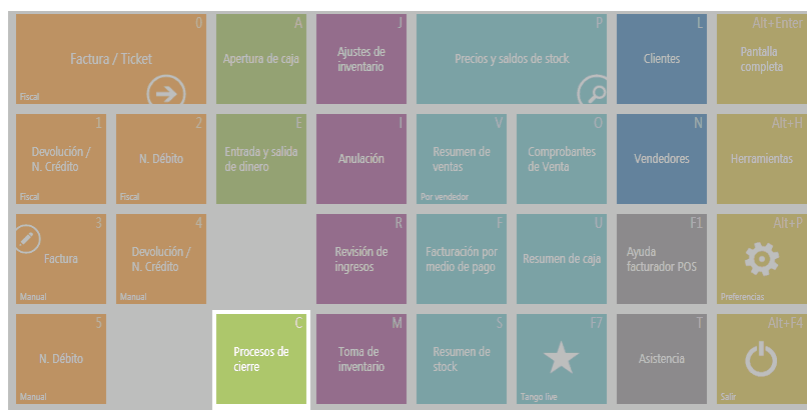 0
Factura / Ticket
Fiscal
A
Apertura de caja
J
Ajustes de
inventario
P
Precios y saldos de stock
L
Clientes
Alt+Enter
Pantalla
completa
1
Devolución /
N. Crédito
Fiscal
2
N. Débito
Fiscal
E
Entrada y salida
de dinero
I
Anulación
V
Resumen de
ventas
Por vendedor
O
Comprobantes
de Venta
N
Vendedores
Alt+H
Herramientas
3
Factura
Manual
4
Devolución /
N. Crédito
Manual
R
Revisión de
ingresos
F
Facturación por
medio de pago
U
Resumen de caja
F1
Ayuda
facturador POS
Alt+P
Preferencias
5
N. Débito
Manual
C
Procesos de
cierre
M
Toma de
inventario
S
Resumen de
stock
F7
Tango live
T
Asistencia
Alt+F4
Salir